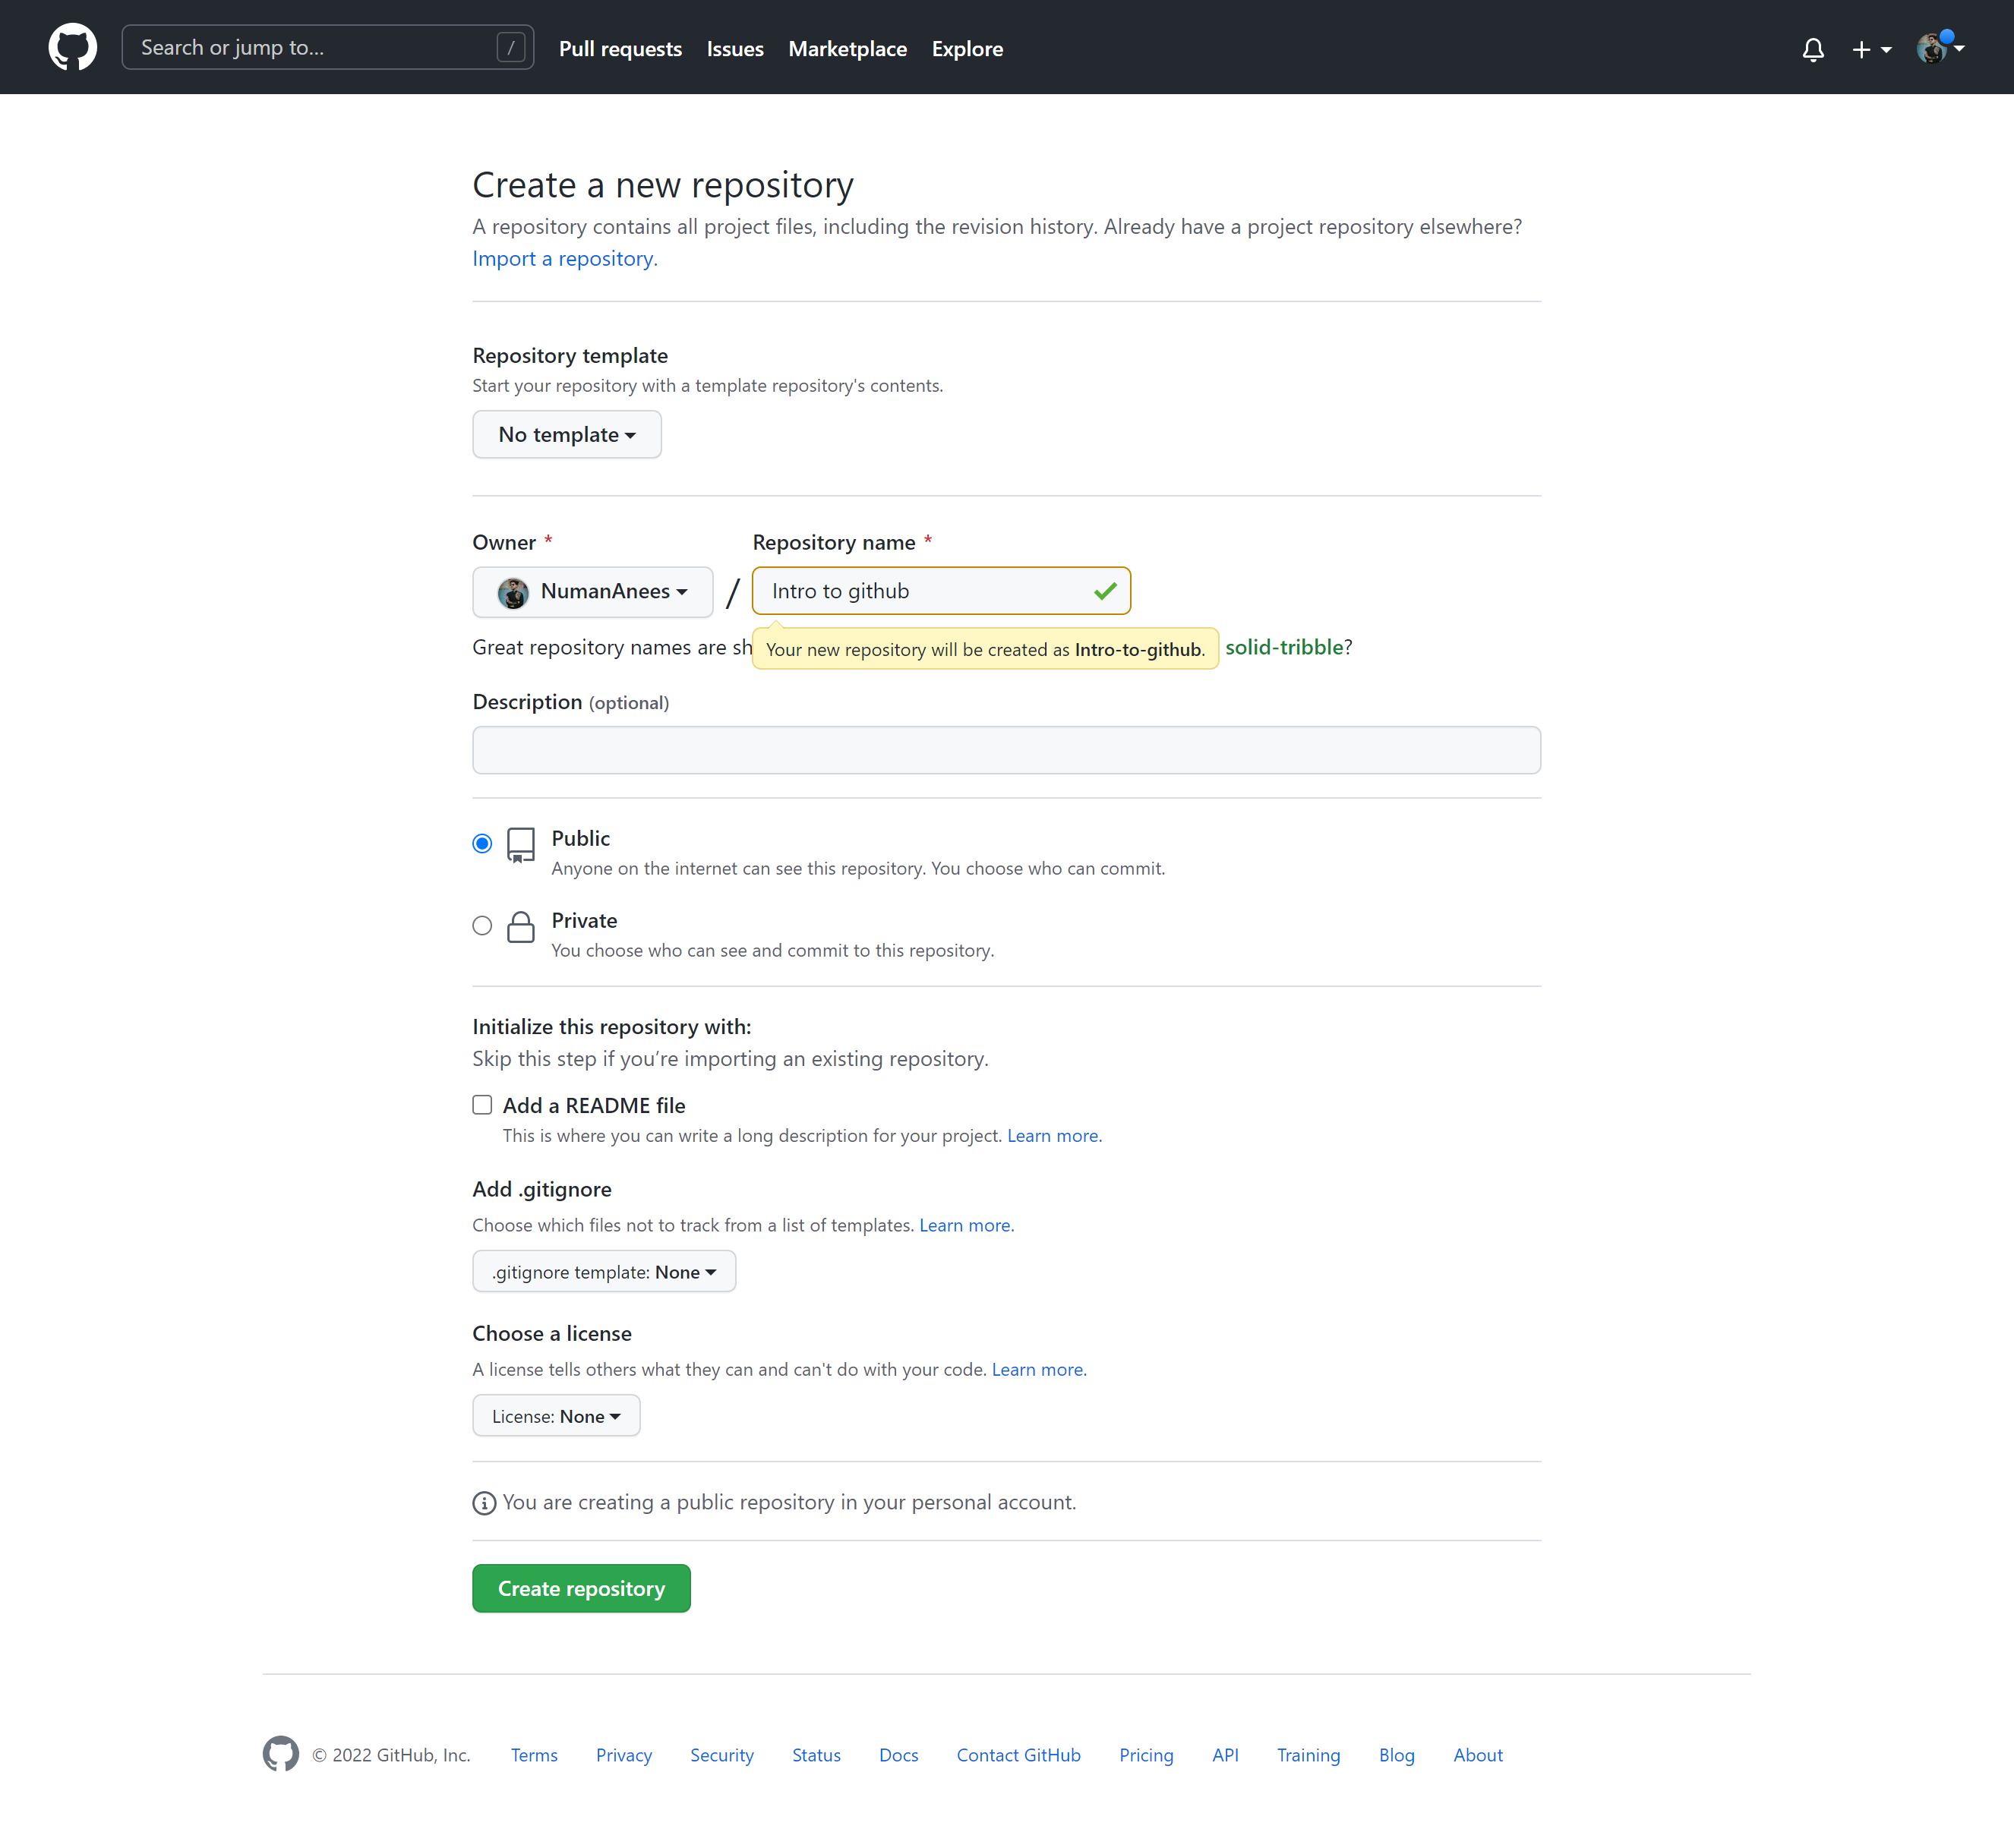 Search or jump to... /
Pull requests Issues Marketplace Explore
Create a new repository
A repository contains all project files, including the revision history. Already have a project repository elsewhere?
Import a repository.
Repository template
Start your repository with a template repository's contents.
No template
Owner * Repository name *
NumanAnees / Intro to github
Great repository names are sh solid-tribble?
Your new repository will be created as Intro-to-github.
Description (optional)
Public
Anyone on the internet can see this repository. You choose who can commit.
Private
You choose who can see and commit to this repository.
Initialize this repository with:
Skip this step if you’re importing an existing repository.
Add a README file
This is where you can write a long description for your project. Learn more.
Add .gitignore
Choose which files not to track from a list of templates. Learn more.
.gitignore template: None
Choose a license
A license tells others what they can and can't do with your code. Learn more.
License: None
You are creating a public repository in your personal account.
Create repository
© 2022 GitHub, Inc. Terms Privacy Security Status Docs Contact GitHub Pricing API Training Blog About